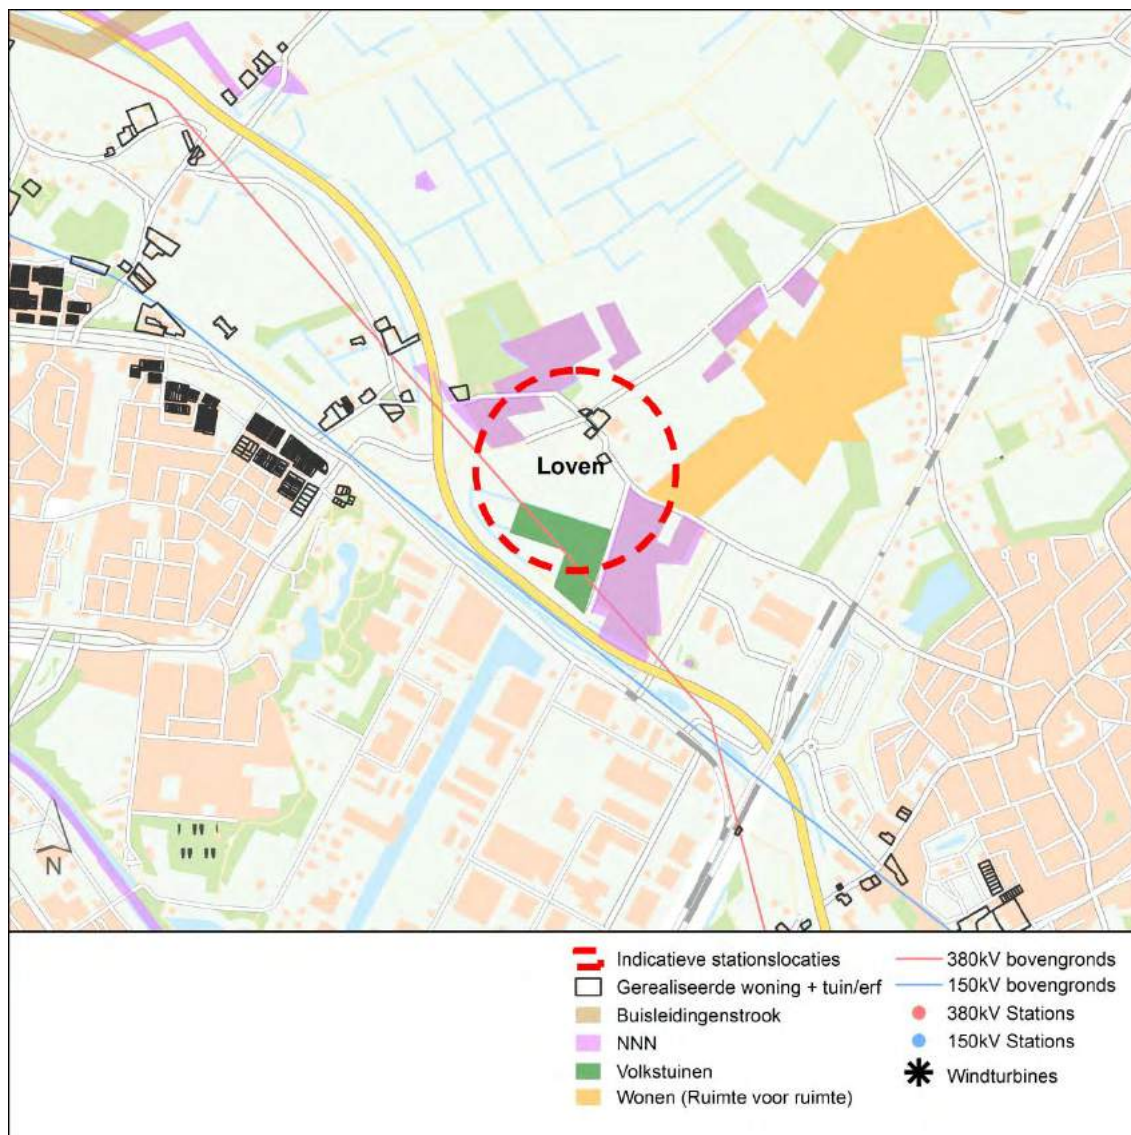 Loven
N
Indicatieve stationslocaties
Gerealiseerde woning + tuin/erf
Buisleidingenstrook
NNN
Volkstuinen
Wonen (Ruimte voor ruimte)
380kV bovengronds
150kV bovengronds
380kV Stations
150kV Stations
Windturbines